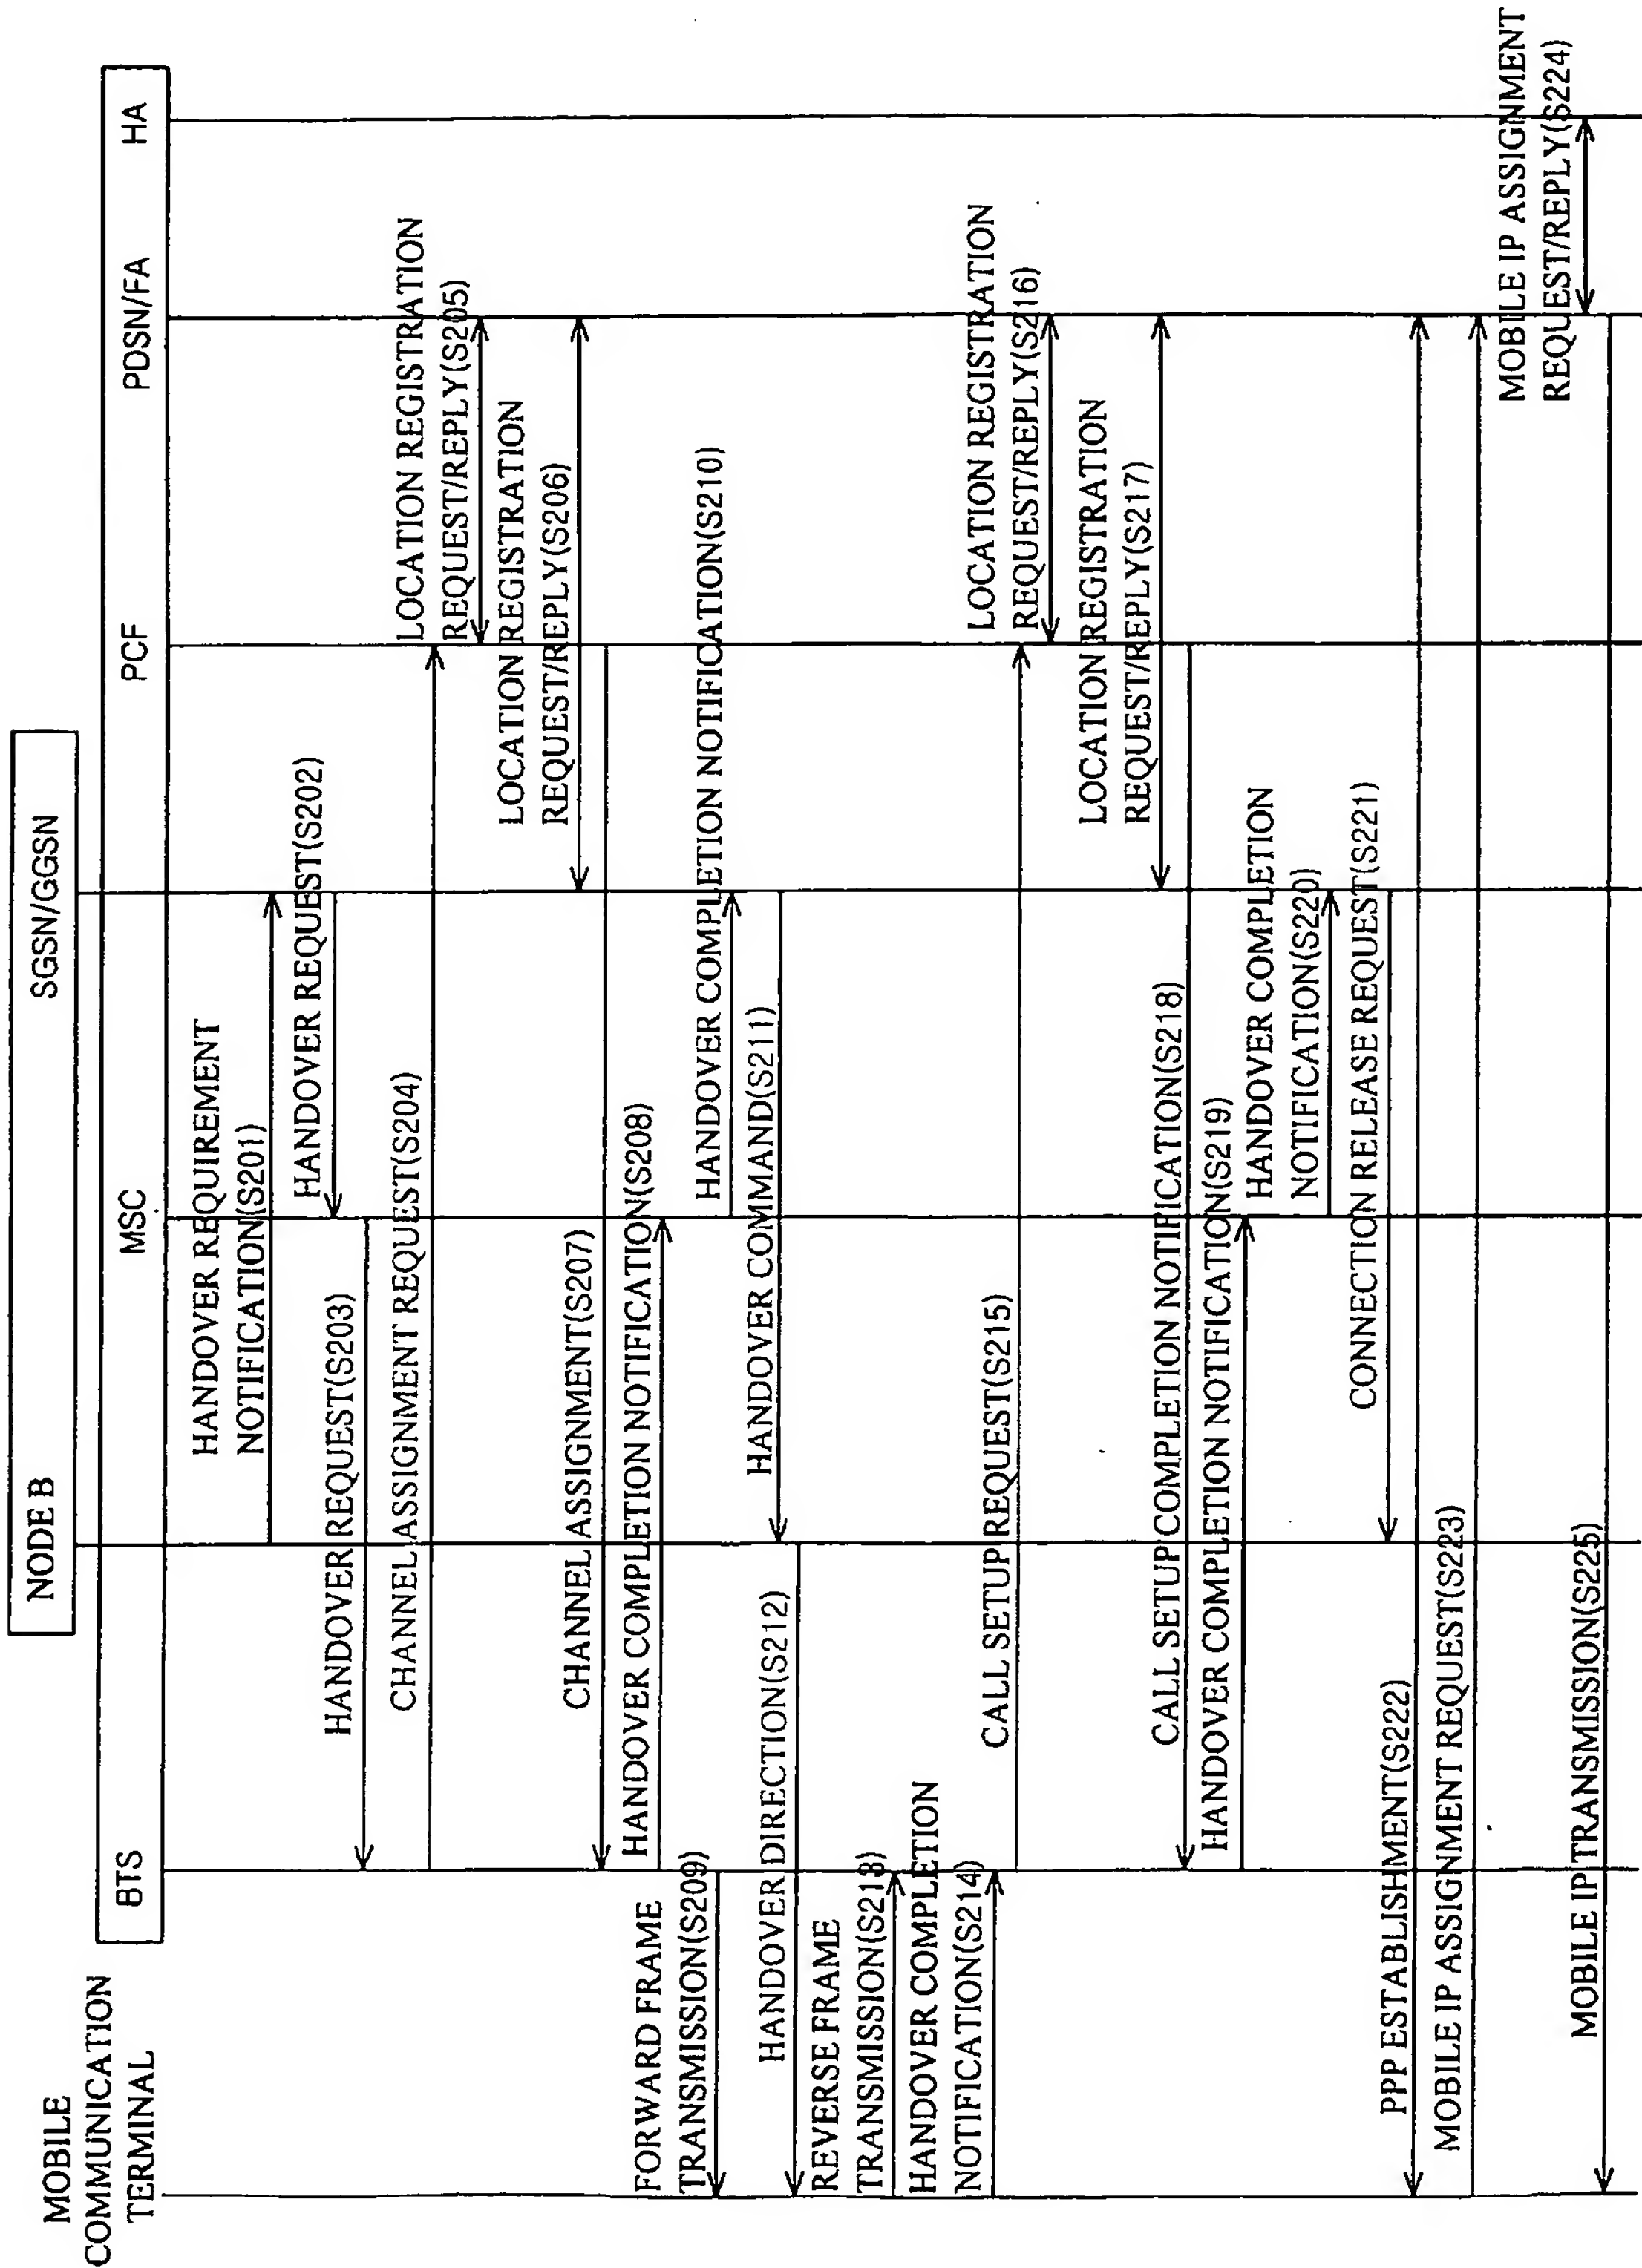 NODE B
SGSN/GGSN
MOBILE
COMMUNICATION
TERMINAL
BTS
MSC
PCF
PDSN/FA
HA
HANDOVER REQUIREMENT
NOTIFICATION(S201)
HANDOVER REQUEST(S202)
HANDOVER REQUEST(S203)
CHANNEL ASSIGNMENT REQUEST(S204)
LOCATION REGISTRATION
REQUEST/REPLY(S205)
LOCATION REGISTRATION
REQUEST/REPLY(S206)
CHANNEL ASSIGNMENT(S207)
HANDOVER COMPLETION NOTIFICATION(S208)
FORWARD FRAME
TRANSMISSION(S209)
HANDOVER COMPLETION NOTIFICATION(S210)
HANDOVER COMMAND(S211)
HANDOVER DIRECTION(S212)
REVERSE FRAME
TRANSMISSION(S213)
HANDOVER COMPLETION
NOTIFICATION(S214)
CALL SETUP REQUEST(S215)
LOCATION REGISTRATION
REQUEST/REPLY(S216)
LOCATION REGISTRATION
REQUEST/REPLY(S217)
CALL SETUP COMPLETION NOTIFICATION(S218)
HANDOVER COMPLETION NOTIFICATION(S219)
HANDOVER COMPLETION
NOTIFICATION(S220)
CONNECTION RELEASE REQUEST(S221)
PPP ESTABLISHMENT(S222)
MOBILE IP ASSIGNMENT REQUEST(S223)
MOBILE IP ASSIGNMENT
REQUEST/REPLY(S224)
MOBILE IP TRANSMISSION(S225)